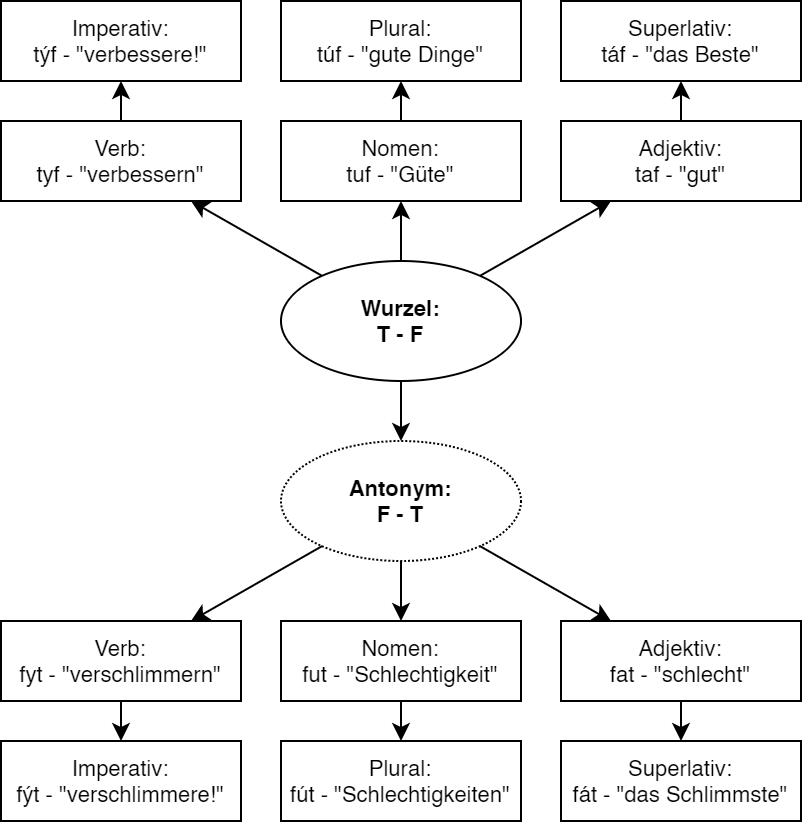 Imperativ:
týf - "verbessere!"
Plural:
túf - "gute Dinge"
Superlativ:
táf - "das Beste"
Verb:
tyf - "verbessern"
Nomen:
tuf - "Güte"
Adjektiv:
taf - "gut"
Wurzel:
T - F
Antonym:
F - T
Verb:
fyt - "verschlimmern"
Nomen:
fut - "Schlechtigkeit"
Adjektiv:
fat - "schlecht"
Imperativ:
fýt - "verschlimmere!"
Plural:
fút - "Schlechtigkeiten"
Superlativ:
fát - "das Schlimmste"